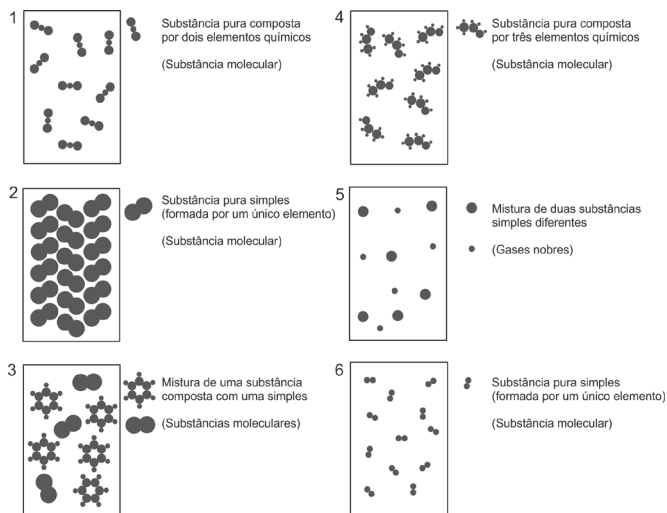 1
Substância pura composta
por dois elementos químicos
(Substância molecular)
2
Substância pura simples
(formada por um único elemento)
(Substância molecular)
3
Mistura de uma substância
composta com uma simples
(Substâncias moleculares)
4
Substância pura composta
por três elementos químicos
(Substância molecular)
5
Mistura de duas substâncias
simples diferentes
(Gases nobres)
6
Substância pura simples
(formada por um único elemento)
(Substância molecular)